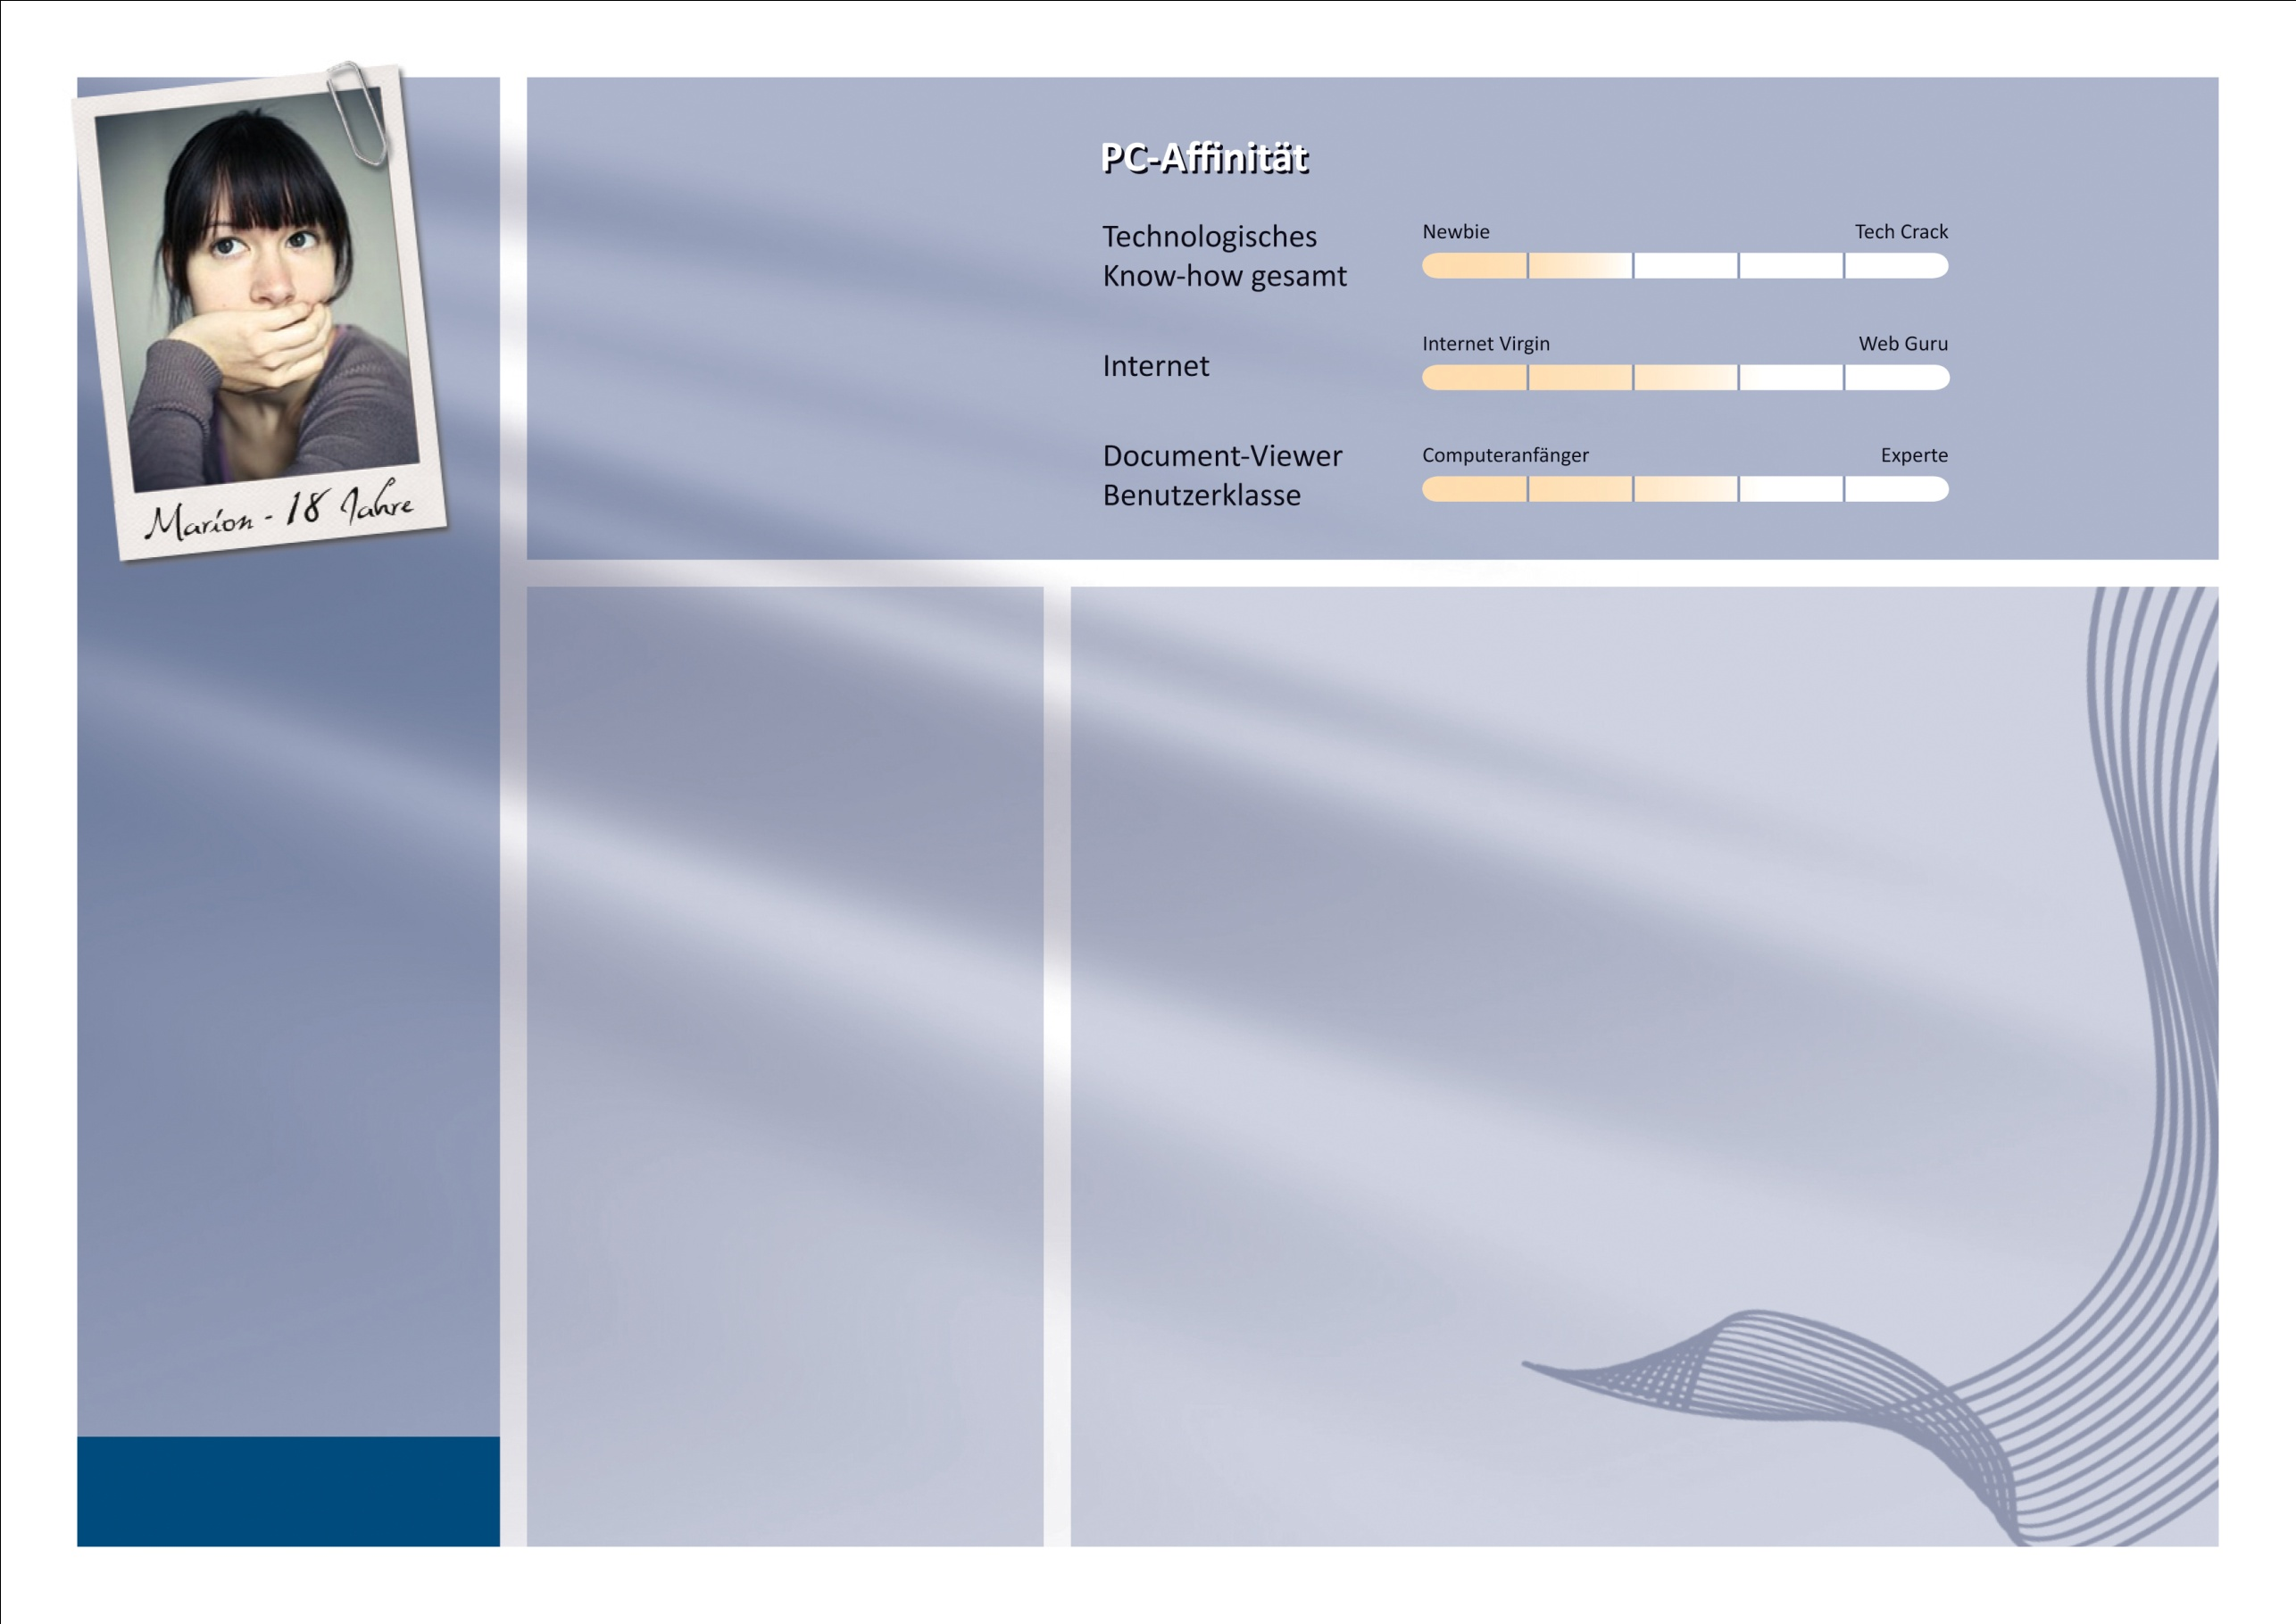 Marion - 18 Jahre
PC-Affinität
Technologisches
Know-how gesamt
Newbie
Tech Crack
Internet
Internet Virgin
Web Guru
Document-Viewer
Benutzerklasse
Computeranfänger
Experte